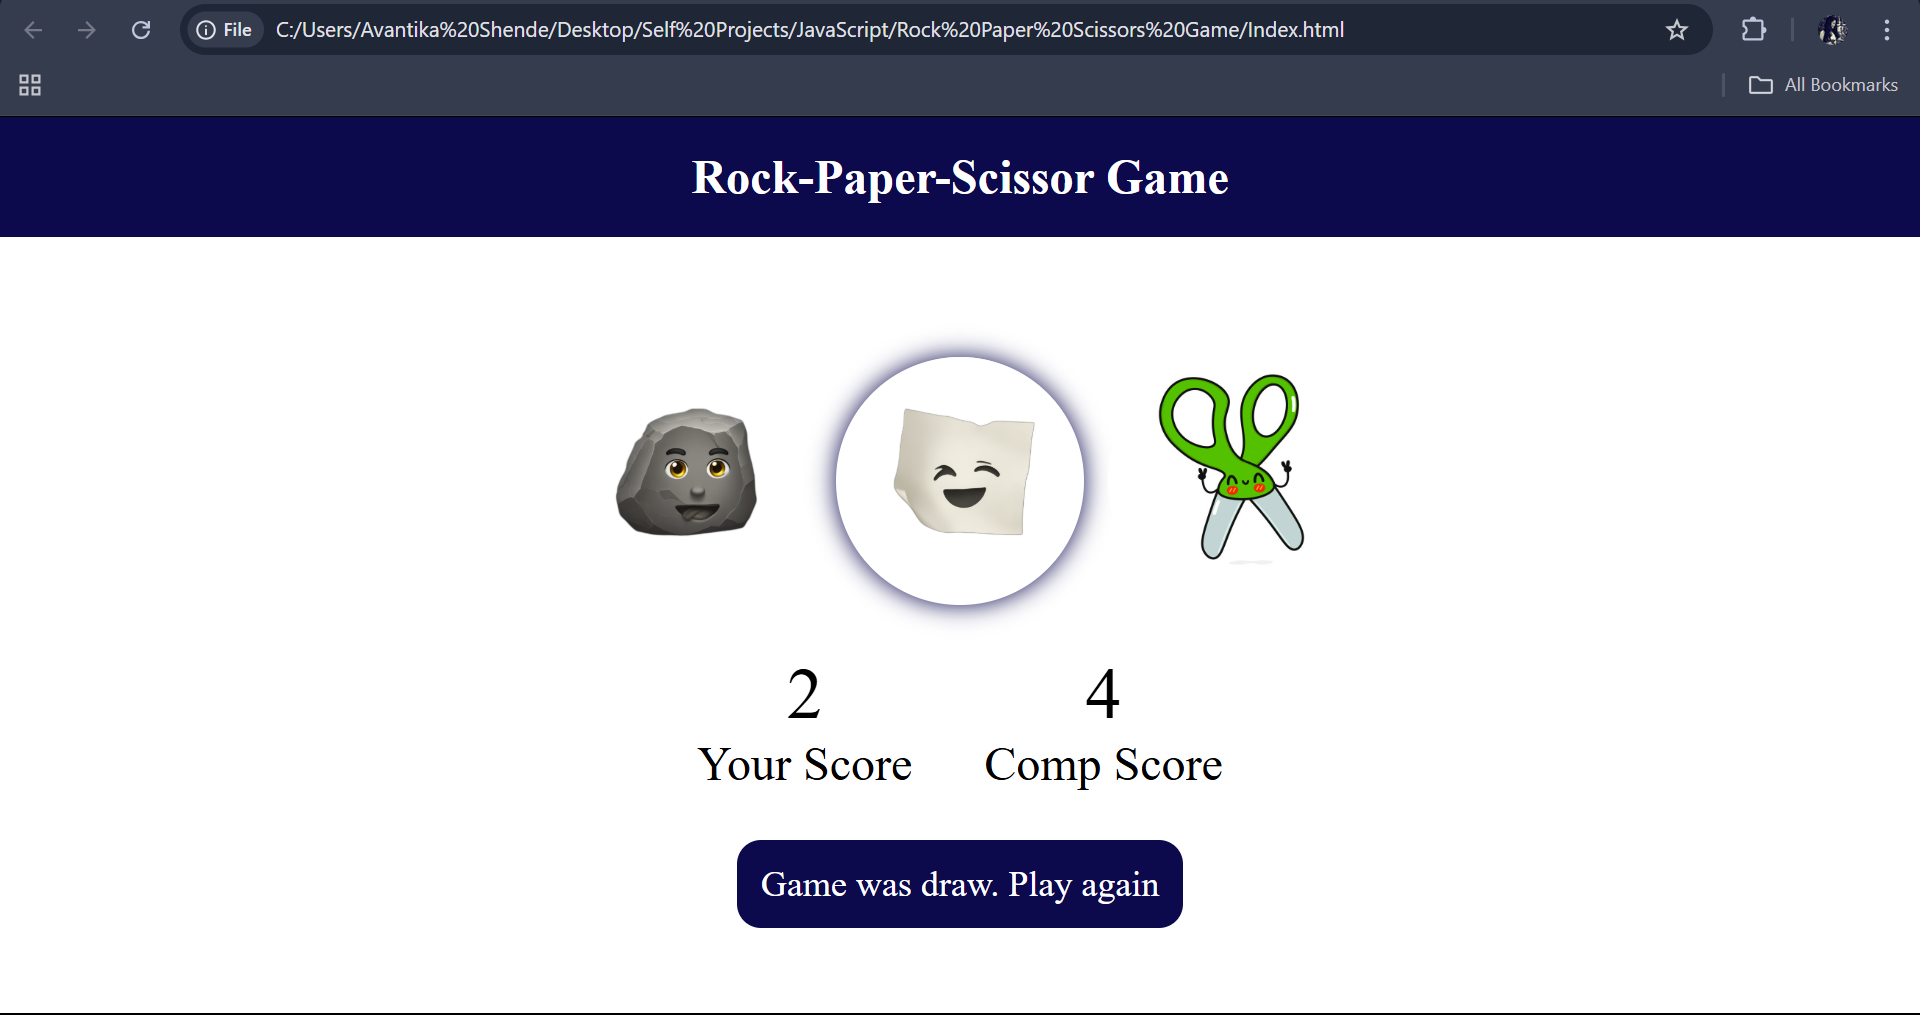 File C:/Users/Avantika%20Shende/Desktop/Self%20Projects/JavaScript/Rock%20Paper%20Scissors%20Game/Index.html
All Bookmarks
Rock-Paper-Scissor Game
2 4
Your Score Comp Score
Game was draw. Play again